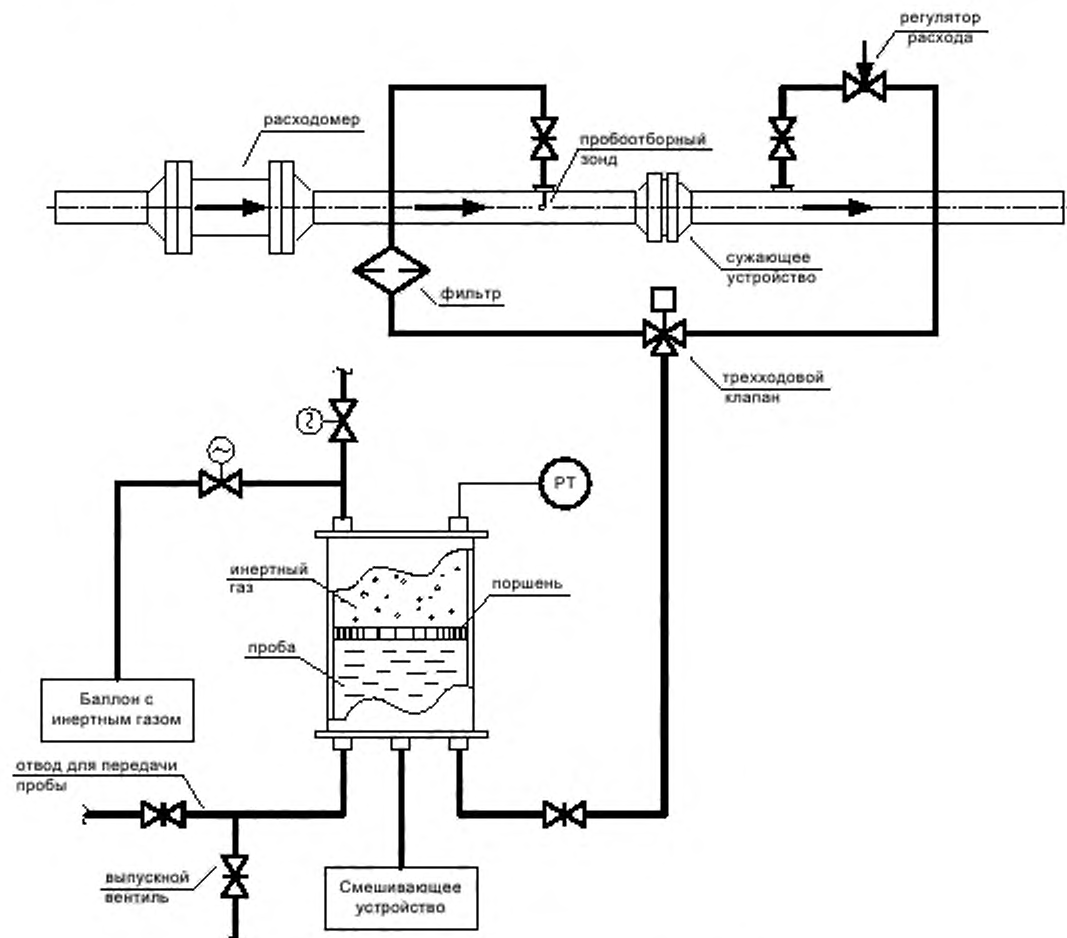 регулятор
расхода
расходомер
пробоотборный
зонд
сужающее
устройство
фильтр
трехходовой
клапан
PT
инертный
газ
поршень
проба
Баллон с
инертным газом
отвод для передачи
пробы
выпускной
вентиль
Смешивающее
устройство